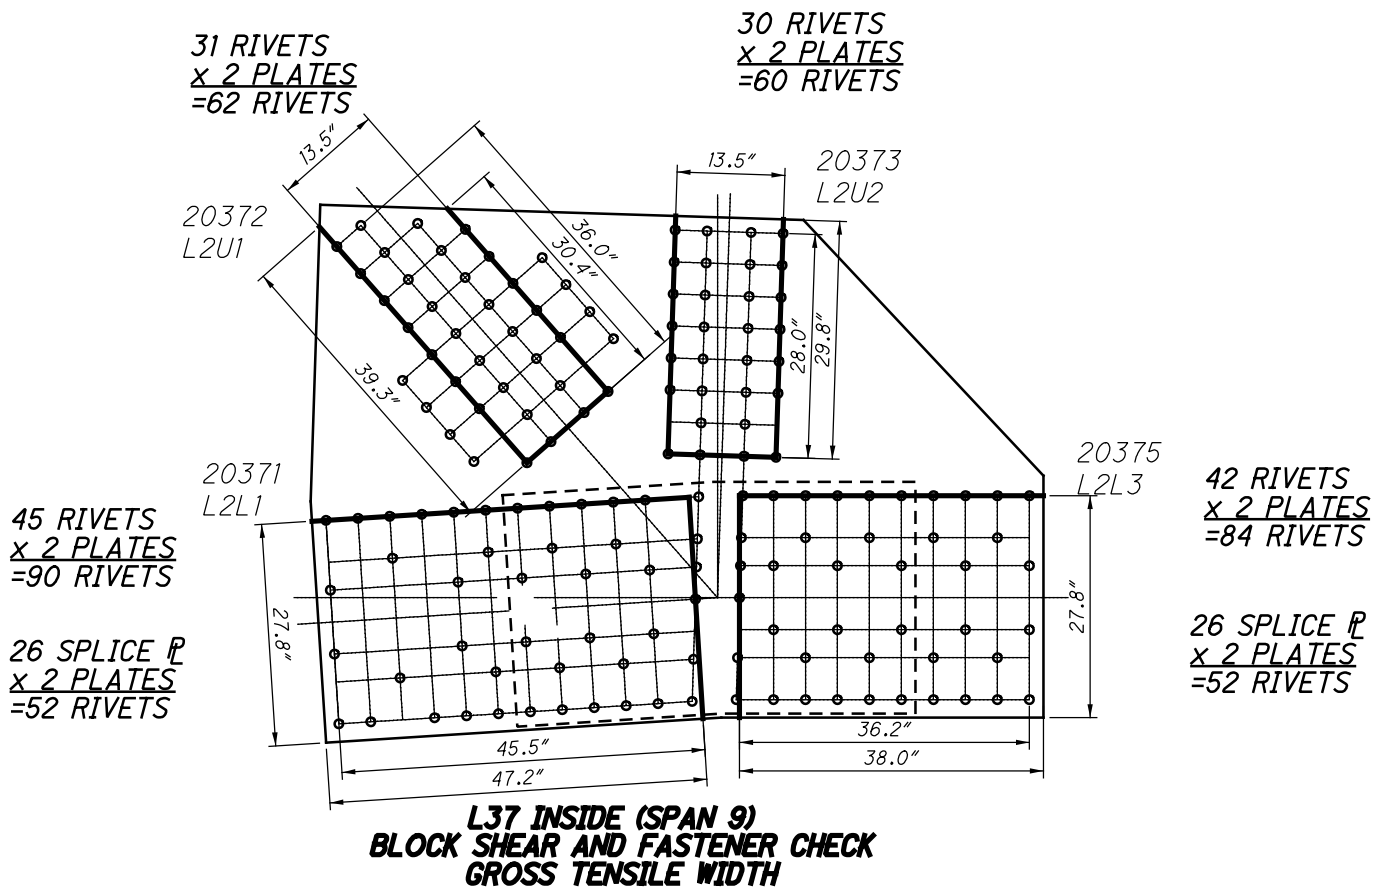 31 RIVETS
x 2 PLATES
=62 RIVETS
30 RIVETS
x 2 PLATES
=60 RIVETS
13.5"
13.5"
20373
L2U2
20372
L2U1
36.0"
30.4"
39.3"
28.0"
29.8"
20371
L2L1
20375
L2L3
45 RIVETS
x 2 PLATES
=90 RIVETS
42 RIVETS
x 2 PLATES
=84 RIVETS
27.8"
27.8"
26 SPLICE PL
x 2 PLATES
=52 RIVETS
26 SPLICE PL
x 2 PLATES
=52 RIVETS
45.5"
47.2"
36.2"
38.0"
L37 INSIDE (SPAN 9)
BLOCK SHEAR AND FASTENER CHECK
GROSS TENSILE WIDTH